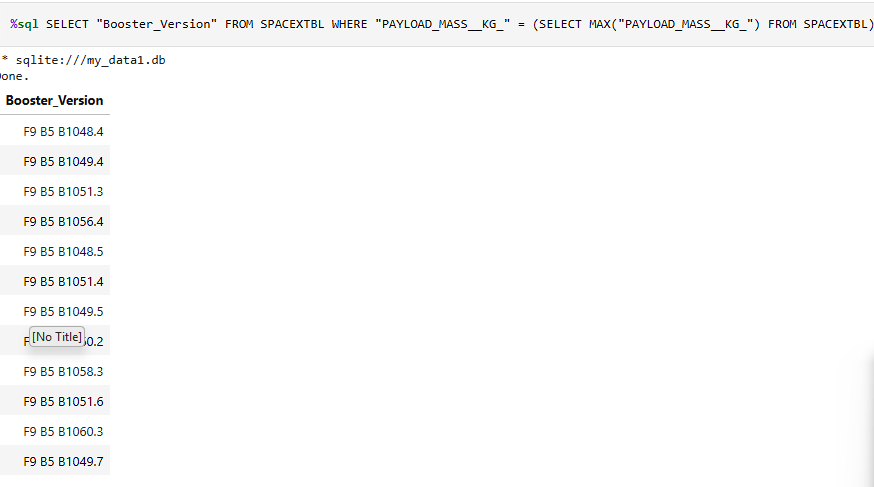 %sql SELECT "Booster_Version" FROM SPACEXTBL WHERE "PAYLOAD_MASS__KG_" = (SELECT MAX("PAYLOAD_MASS__KG_") FROM SPACEXTBL)
* sqlite:///my_data1.db
one.
Booster_Version
F9 B5 B1048.4
F9 B5 B1049.4
F9 B5 B1051.3
F9 B5 B1056.4
F9 B5 B1048.5
F9 B5 B1051.4
F9 B5 B1049.5
[No Title]
0.2
F9 B5 B1058.3
F9 B5 B1051.6
F9 B5 B1060.3
F9 B5 B1049.7